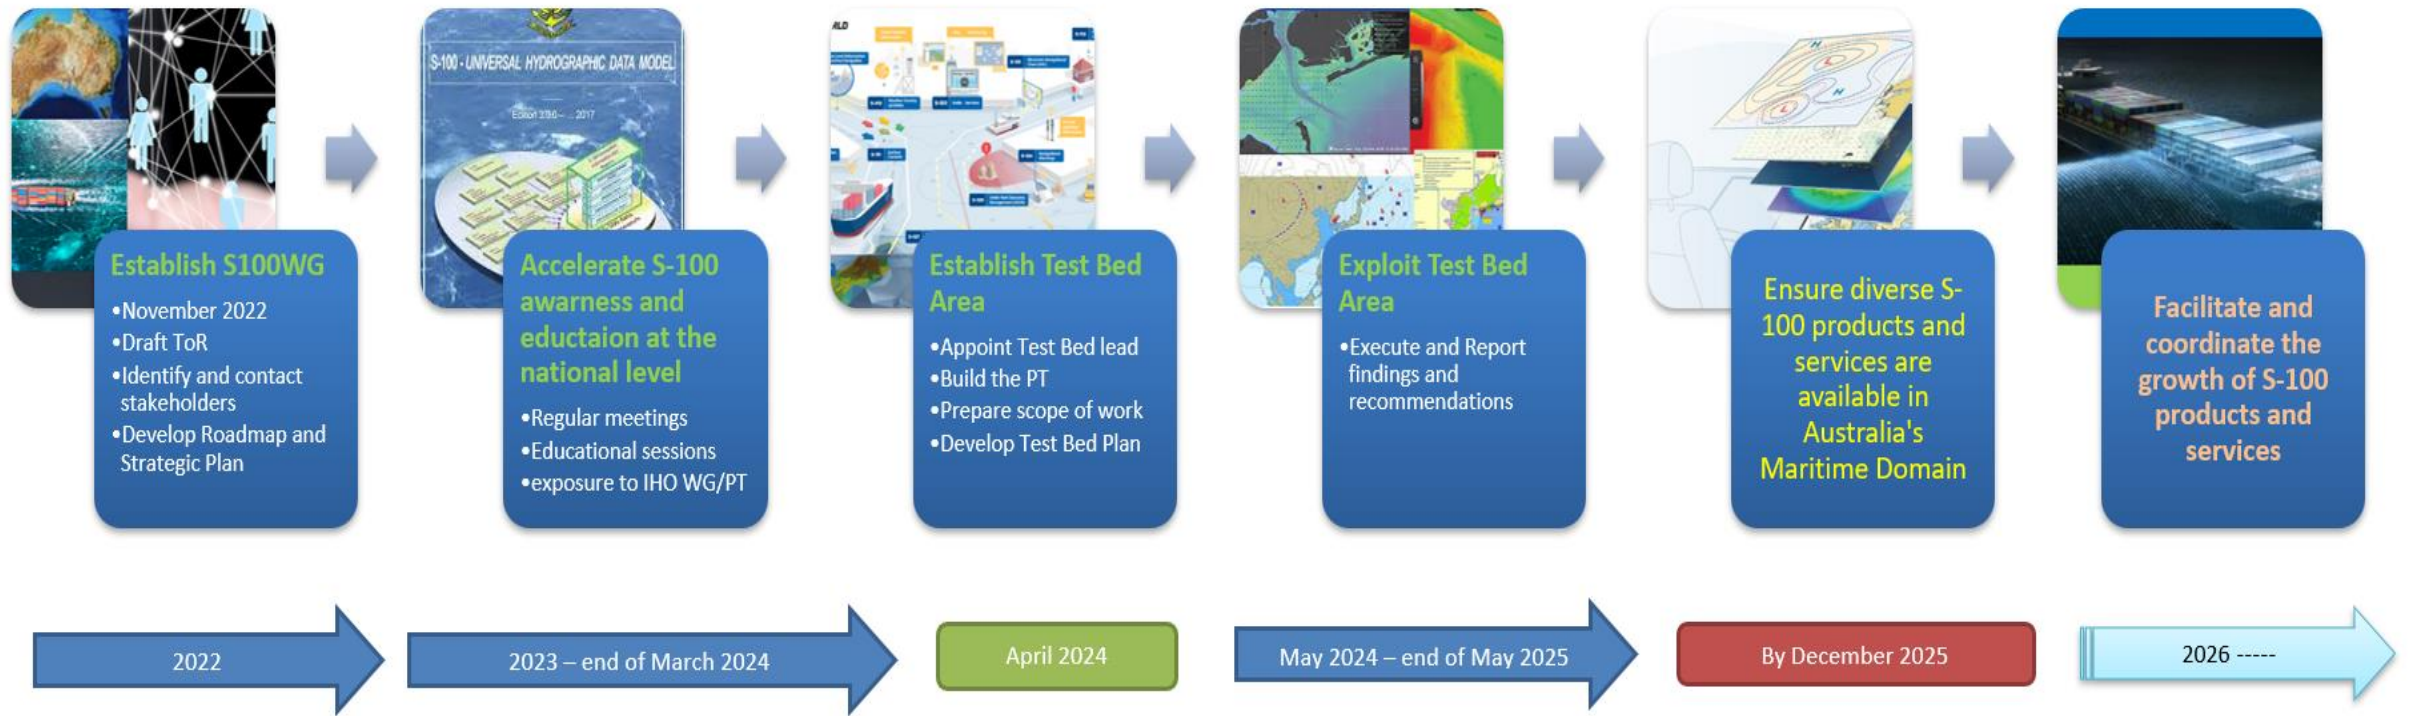 S-100 - UNIVERSAL HYDROGRAPHIC DATA MODEL
Establish S100WG
•November 2022
•Draft ToR
•Identify and contact
stakeholders
•Develop Roadmap and
Strategic Plan
Accelerate S-100
awarness and
eductaion at the
national level
•Regular meetings
•Educational sessions
•exposure to IHO WG/PT
Establish Test Bed
Area
•Appoint Test Bed lead
•Build the PT
•Prepare scope of work
•Develop Test Bed Plan
Exploit Test Bed
Area
•Execute and Report
findings and
recommendations
Ensure diverse S-
100 products and
services are
available in
Australia's
Maritime Domain
Facilitate and
coordinate the
growth of S-100
products and
services
2022
2023 – end of March 2024
April 2024
May 2024 – end of May 2025
By December 2025
2026 -----